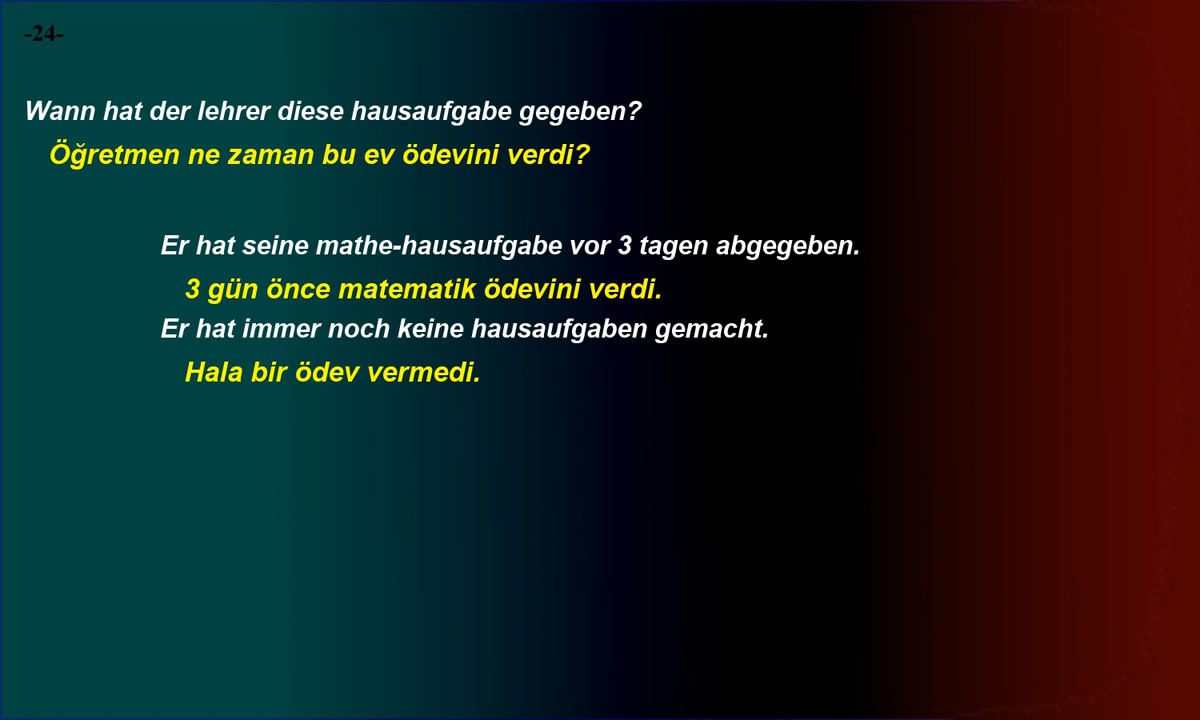 -24-
Wann hat der lehrer diese hausaufgabe gegeben?
Öğretmen ne zaman bu ev ödevini verdi?
Er hat seine mathe-hausaufgabe vor 3 tagen abgegeben.
3 gün önce matematik ödevini verdi.
Er hat immer noch keine hausaufgaben gemacht.
Hala bir ödev vermedi.